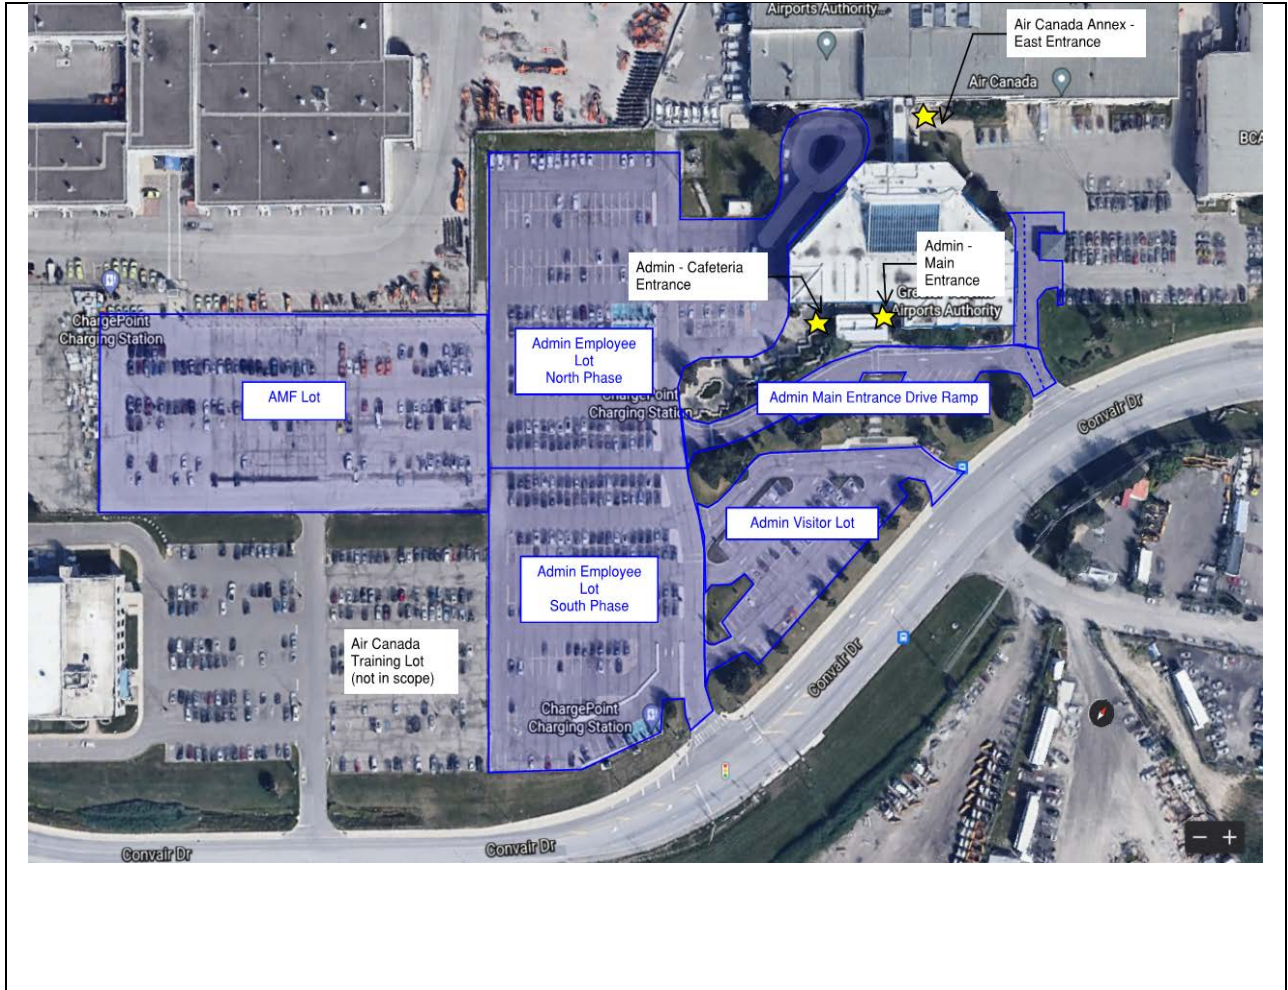 Airports Authority...
Air Canada Annex -
East Entrance
Air Canada
BCA
Admin - Cafeteria
Entrance
Admin -
Main
Entrance
Airports Authority
ChargePoint
Charging Station
Admin Employee
Lot
North Phase
AMF Lot
ChargePoint
Charging Station
Admin Main Entrance Drive Ramp
Convair Dr
Admin Visitor Lot
Admin Employee
Lot
South Phase
Air Canada
Training Lot
(not in scope)
Convair Dr
ChargePoint
Charging Station
Convair Dr
Convair Dr